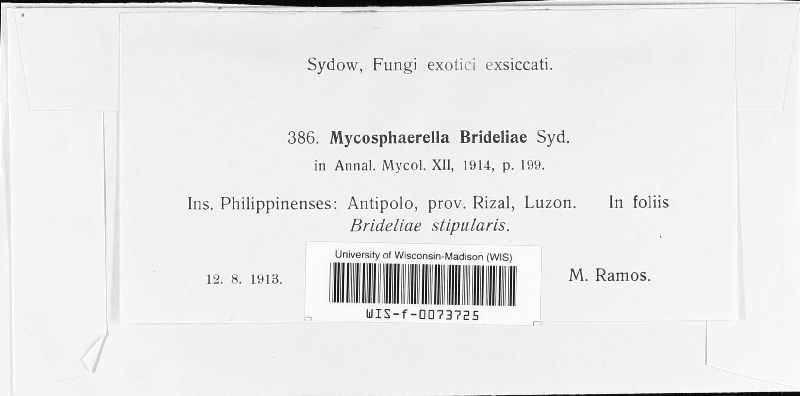 Sydow, Fungi exotici exsiccati.
386. Mycosphaerella Brideliae Syd.
in Annal. Mycol. XII, 1914, p. 199.
Ins. Philippinenses: Antipolo, prov. Rizal, Luzon. In foliis
Brideliae stipularis.
12. 8. 1913.
M. Ramos.
University of Wisconsin-Madison (WIS)
WIS-f-0073725